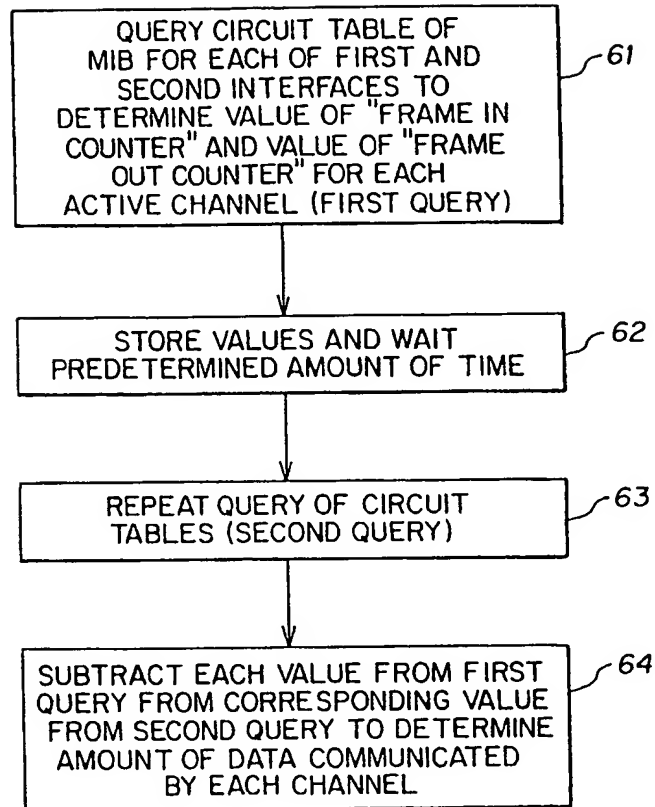 QUERY CIRCUIT TABLE OF
MIB FOR EACH OF FIRST AND
SECOND INTERFACES TO
DETERMINE VALUE OF "FRAME IN
COUNTER" AND VALUE OF "FRAME
OUT COUNTER" FOR EACH
ACTIVE CHANNEL (FIRST QUERY)
61
STORE VALUES AND WAIT
PREDETERMINED AMOUNT OF TIME
62
REPEAT QUERY OF CIRCUIT
TABLES (SECOND QUERY)
63
SUBTRACT EACH VALUE FROM FIRST
QUERY FROM CORRESPONDING VALUE
FROM SECOND QUERY TO DETERMINE
AMOUNT OF DATA COMMUNICATED
BY EACH CHANNEL
64